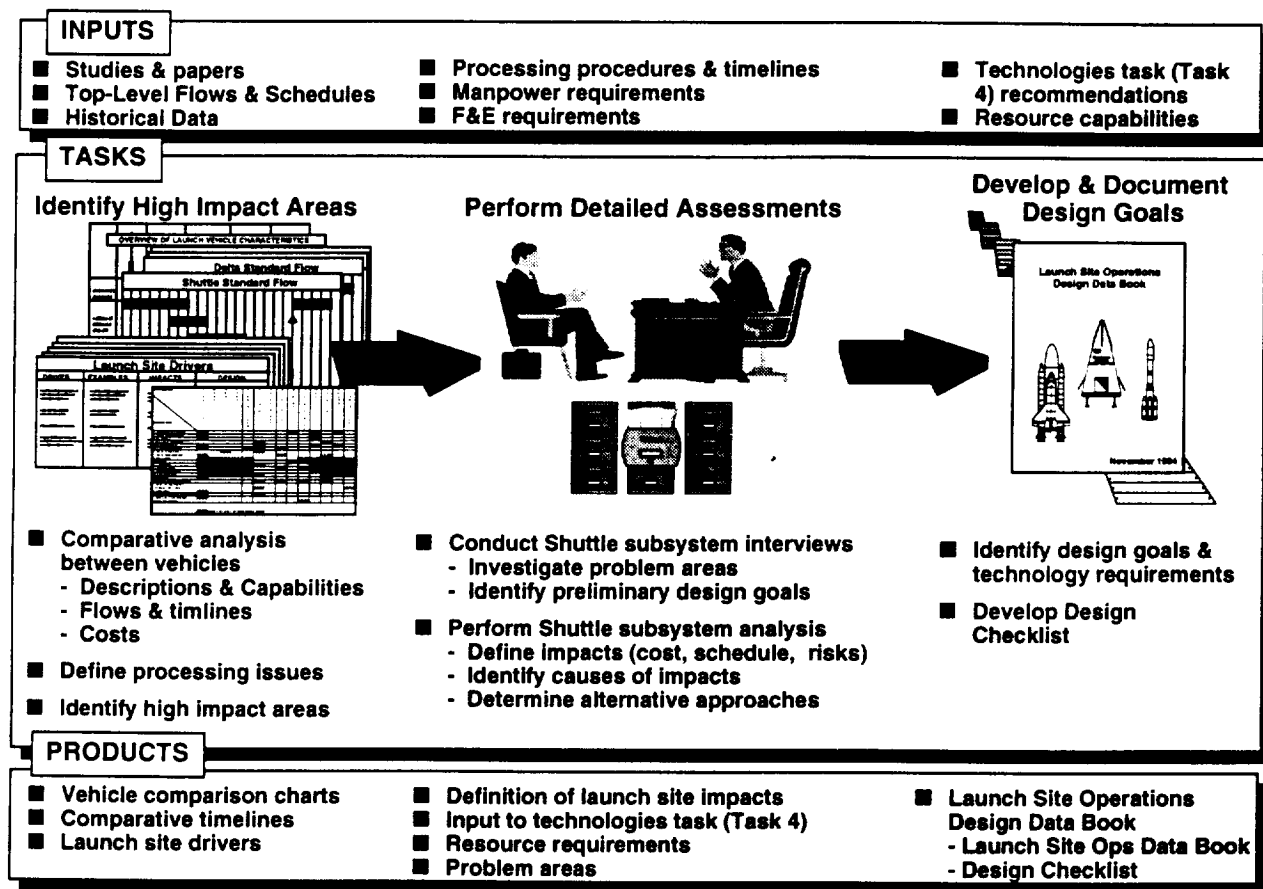 INPUTS
■ Studies & papers
■ Top-Level Flows & Schedules
■ Historical Data
■ Processing procedures & timelines
■ Manpower requirements
■ F&E requirements
■ Technologies task (Task
4) recommendations
■ Resource capabilities
TASKS
Identify High Impact Areas
OVERVIEW OF LAUNCH VEHICLE CHARACTERISTICS
Delta Standard Flow
Shuttle Standard Flow
Launch Site Drivers
DRIVER EXAMPLES IMPACTS DESIGN
■ Comparative analysis
between vehicles
- Descriptions & Capabilities
- Flows & timlines
- Costs
■ Define processing issues
■ Identify high impact areas
Perform Detailed Assessments
■ Conduct Shuttle subsystem interviews
- Investigate problem areas
- Identify preliminary design goals
■ Perform Shuttle subsystem analysis
- Define impacts (cost, schedule, risks)
- Identify causes of impacts
- Determine alternative approaches
Develop & Document
Design Goals
Launch Site Operations
Design Data Book
November 1994
■ Identify design goals &
technology requirements
■ Develop Design
Checklist
PRODUCTS
■ Vehicle comparison charts
■ Comparative timelines
■ Launch site drivers
■ Definition of launch site impacts
■ Input to technologies task (Task 4)
■ Resource requirements
■ Problem areas
■ Launch Site Operations
Design Data Book
- Launch Site Ops Data Book
- Design Checklist